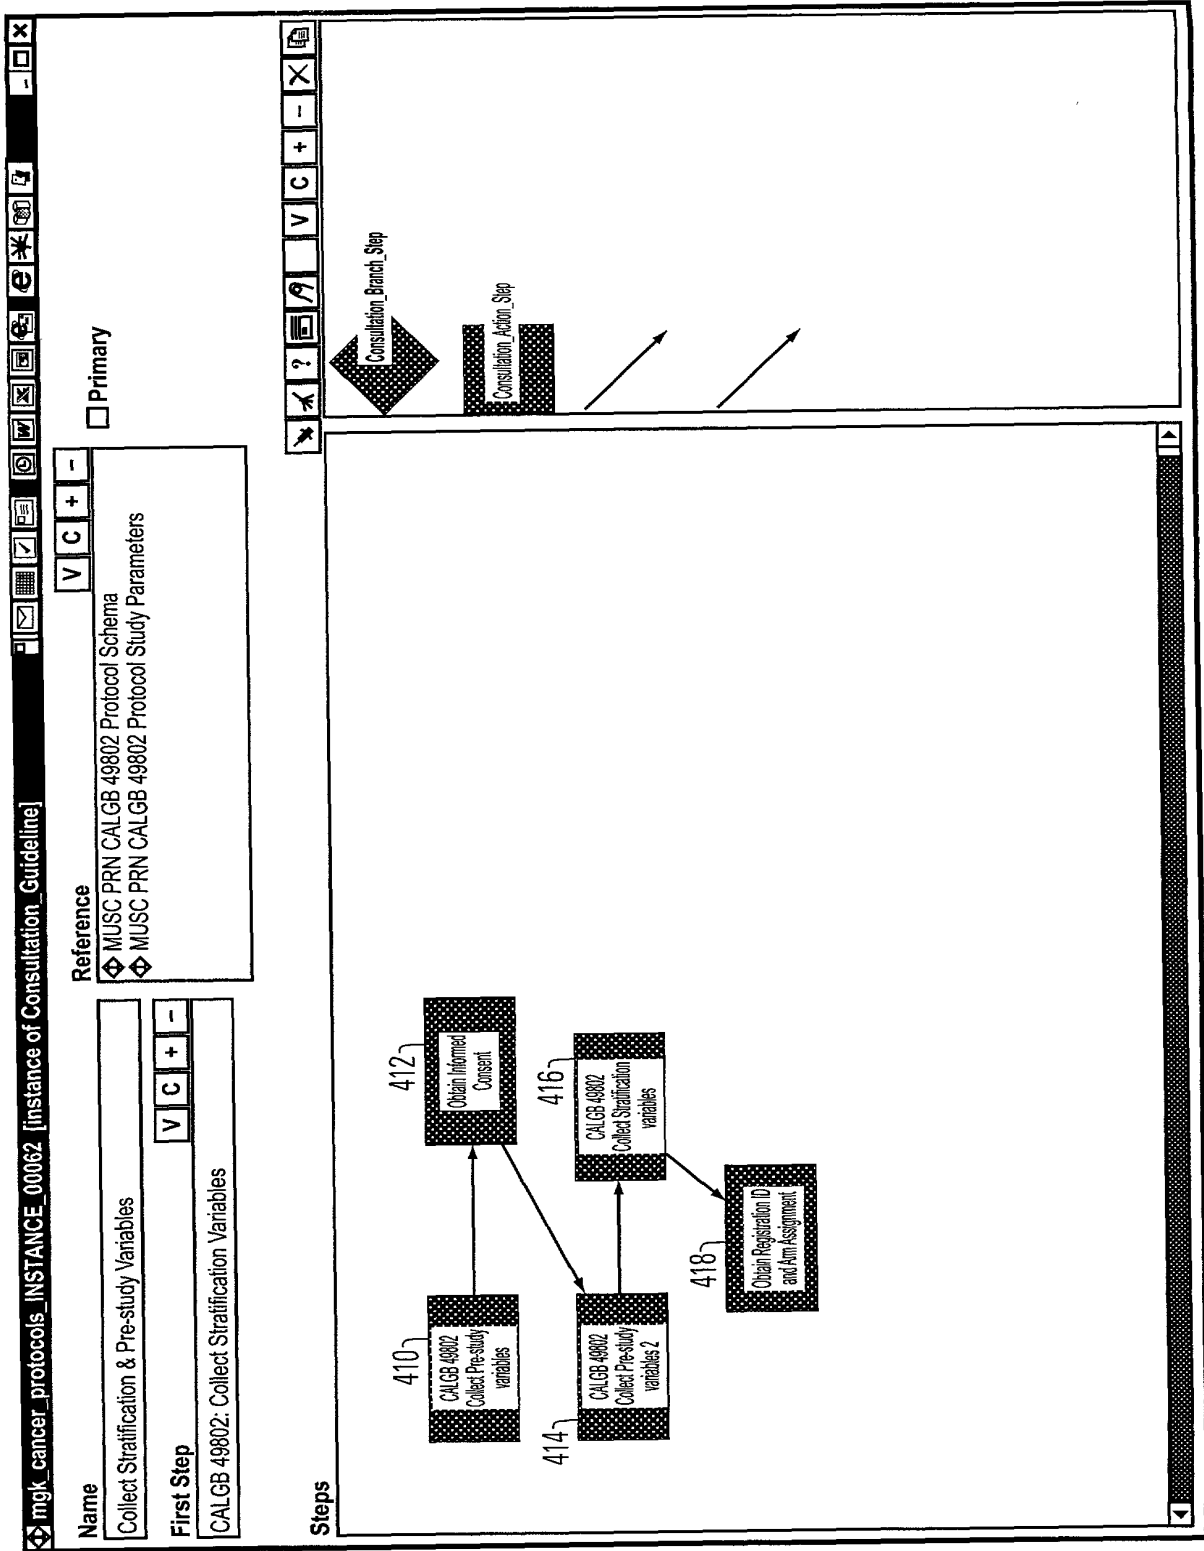 mgk_cancer_protocols_INSTANCE_00062 [instance of Consultation_Guideline]
Name
Collect Stratification & Pre-study Variables
First Step
V C + -
CALGB 49802: Collect Stratification Variables
Reference
V C + -
MUSC PRN CALGB 49802 Protocol Schema
MUSC PRN CALGB 49802 Protocol Study Parameters
Primary
Steps
? V C + -
410
CALGB 49802
Collect Pre-study
variables
412
Obtain Informed
Consent
414
CALGB 49802
Collect Pre-study
variables 2
416
CALGB 49802
Collect Stratification
variables
418
Obtain Registration ID
and Arm Assignment
Consultation_Branch_Step
Consultation_Action_Step